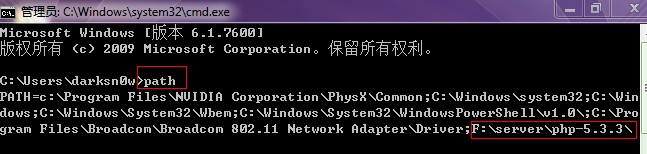 管理员: C:\Windows\system32\cmd.exe
Microsoft Windows [版本 6.1.7600]
版权所有 (c) 2009 Microsoft Corporation。保留所有权利。
C:\Users\darksn0w>path
PATH=c:\Program Files\NVIDIA Corporation\PhysX\Common;C:\Windows\system32;C:\Win
dows;C:\Windows\System32\Wbem;C:\Windows\System32\WindowsPowerShell\v1.0\;C:\Pro
gram Files\Broadcom\Broadcom 802.11 Network Adapter\Driver;F:\server\php-5.3.3\